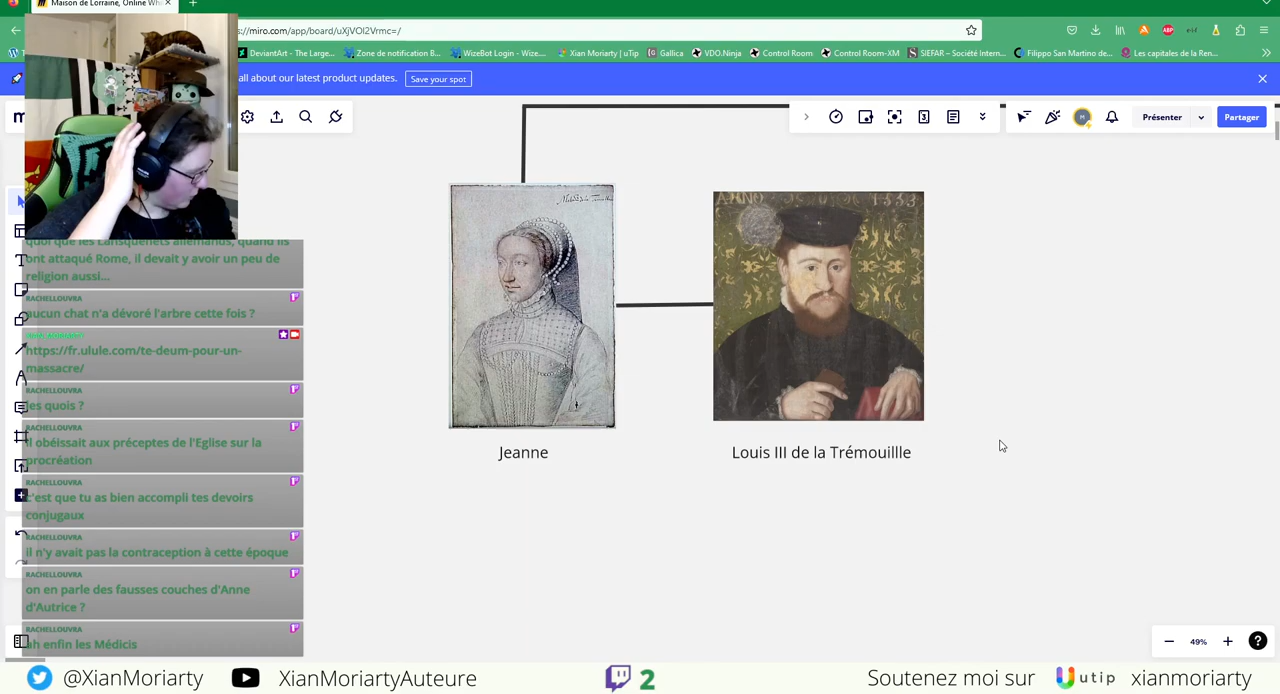 Maison de Lorraine, Online Whi
://miro.com/app/board/uXjVOl2Vrmc=/
DeviantArt - The Large...
Zone de notification B...
WizeBot Login - Wize....
Xian Moriarty | uTip
Gallica
VDO.Ninja
Control Room
Control Room-XM
SIEFAR – Société Intern...
Filippo San Martino de...
Les capitales de la Ren...
all about our latest product updates.
Save your spot
Présenter
Partager
quoi que les Lansquenets allemands, quand ils
ont attaqué Rome, il devait y avoir un peu de
religion aussi...
RACHELLOUVRA
aucun chat n'a dévoré l'arbre cette fois ?
https://fr.ulule.com/te-deum-pour-un-
massacre/
RACHELLOUVRA
les quois ?
RACHELLOUVRA
il obéissait aux préceptes de l'Eglise sur la
procréation
RACHELLOUVRA
c'est que tu as bien accompli tes devoirs
conjugaux
RACHELLOUVRA
il n'y avait pas la contraception à cette époque
RACHELLOUVRA
on en parle des fausses couches d'Anne
d'Autrice ?
RACHELLOUVRA
ah enfin les Médicis
Jeanne
Louis III de la Trémouillle
49%
@XianMoriarty
XianMoriartyAuteure
2
Soutenez moi sur
utip
xianmoriarty